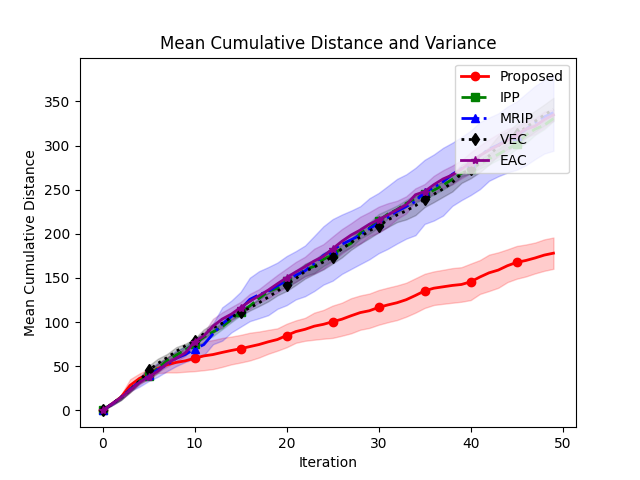 Mean Cumulative Distance and Variance
Mean Cumulative Distance
350
300
250
200
150
100
50
0
Proposed
IPP
MRIP
VEC
EAC
0 10 20 30 40 50
Iteration